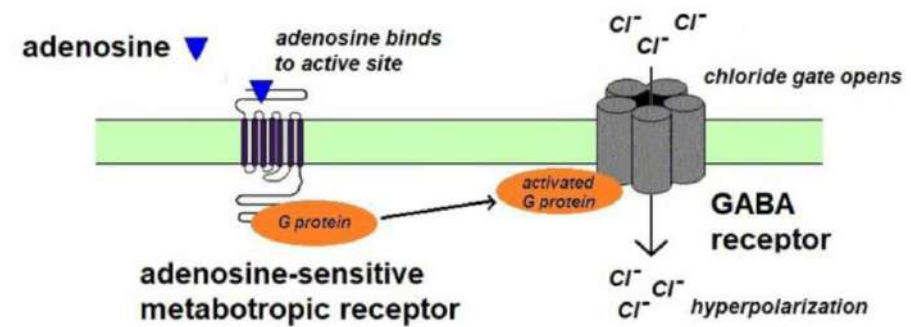 adenosine
adenosine binds
to active site
Cl⁻
Cl⁻
Cl⁻
chloride gate opens
G protein
activated
G protein
GABA
receptor
adenosine-sensitive
metabotropic receptor
Cl⁻
Cl⁻
Cl⁻
hyperpolarization